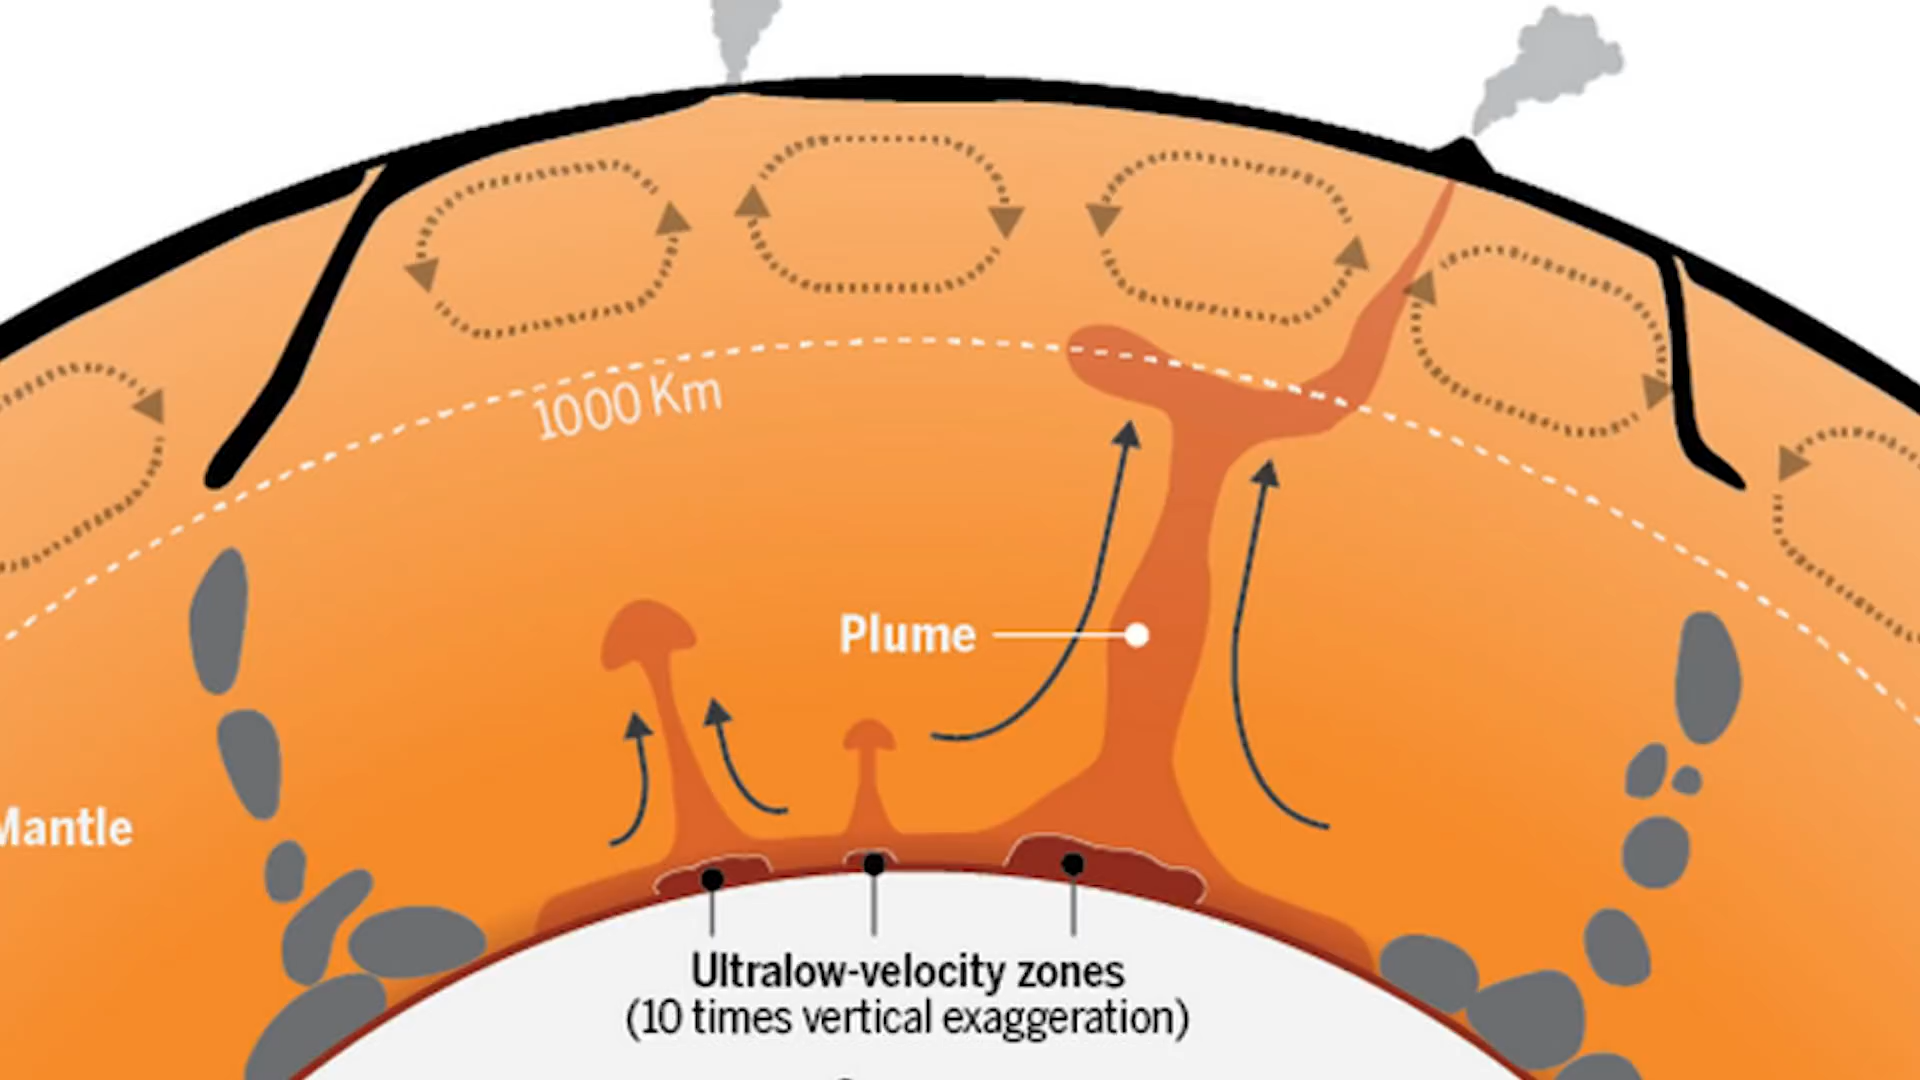 1000 Km
Plume
Mantle
Ultralow-velocity zones
(10 times vertical exaggeration)